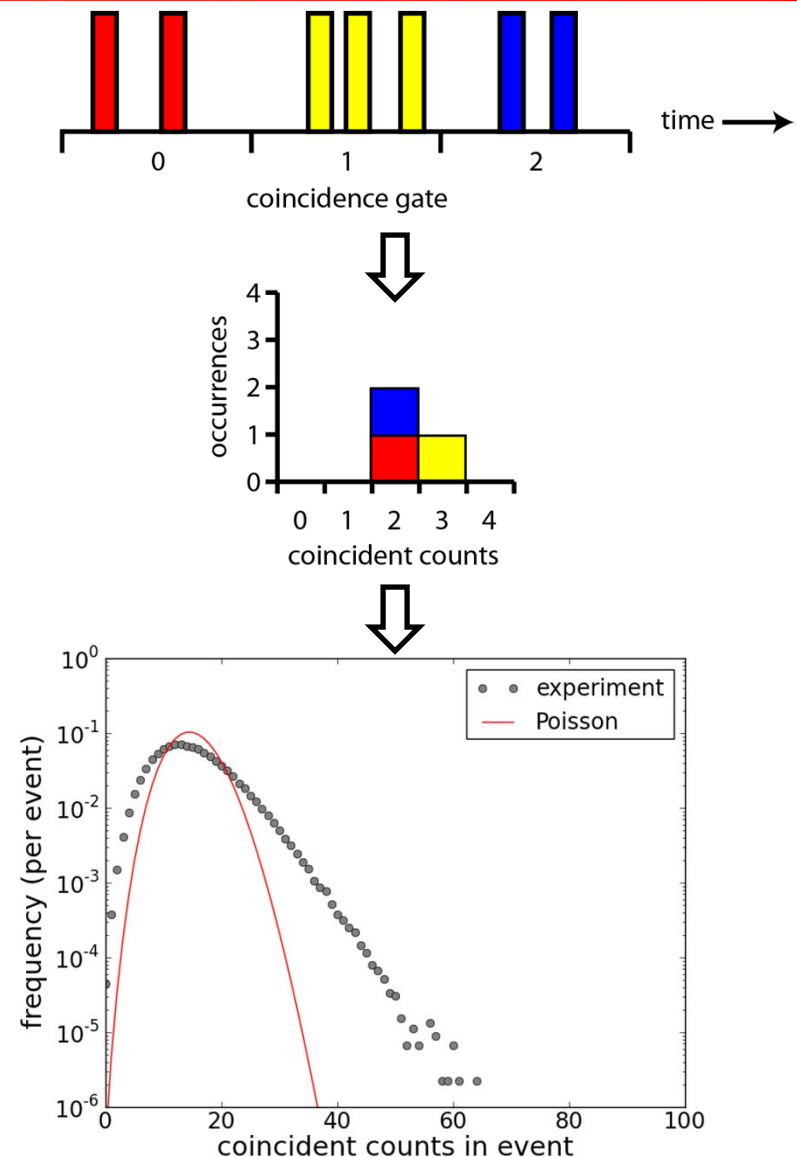 time
0 1 2
coincidence gate
4
3
2
1
0
occurrences
0 1 2 3 4
coincident counts
10^0
10^-1
10^-2
10^-3
10^-4
10^-5
10^-6
frequency (per event)
experiment
Poisson
0 20 40 60 80 100
coincident counts in event